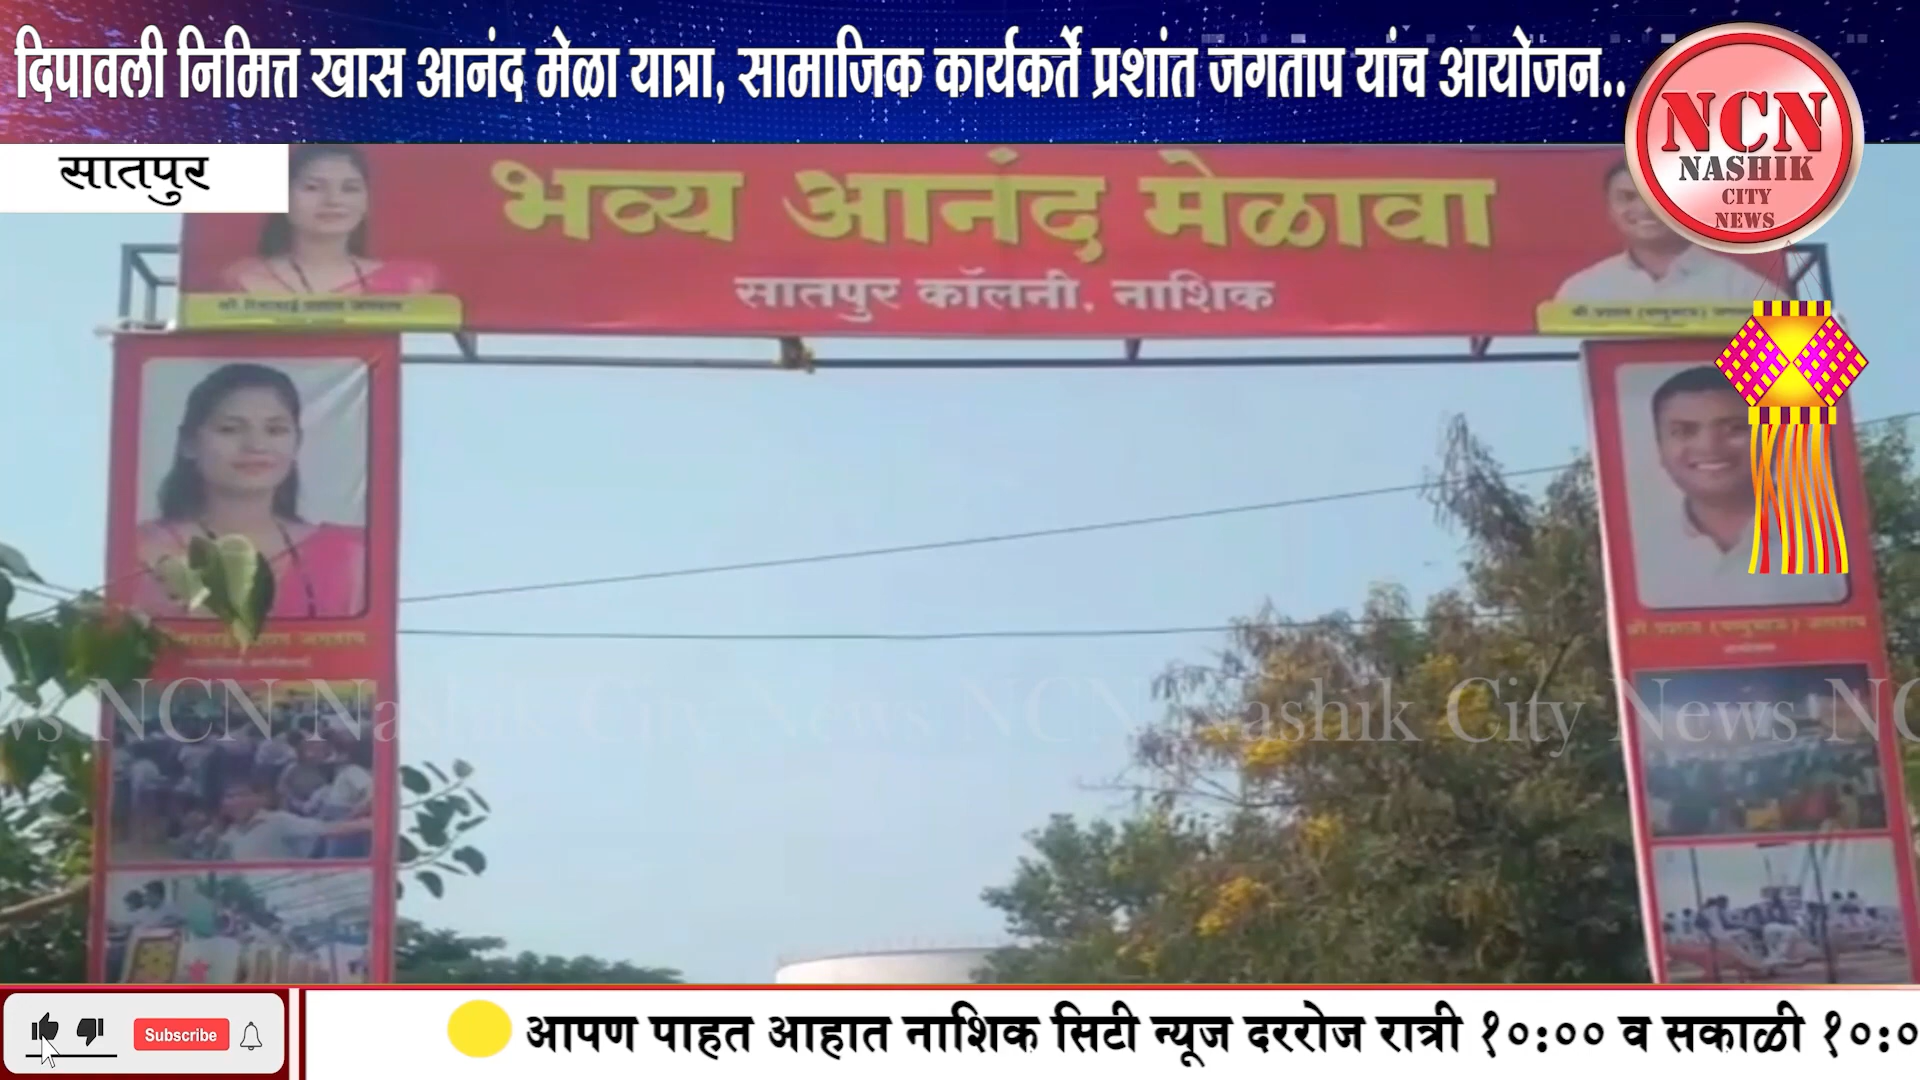 दिपावली निमित्त खास आनंद मेळा यात्रा, सामाजिक कार्यकर्ते प्रशांत जगताप यांच आयोजन..
NCN
NASHIK
CITY
NEWS
सातपुर
भव्य आनंद मेळावा
सातपुर कॉलनी, नाशिक
NCN Nashik City News NCN Nashik City News
Subscribe
आपण पाहत आहात नाशिक सिटी न्यूज दररोज रात्री १०:०० व सकाळी १०:०